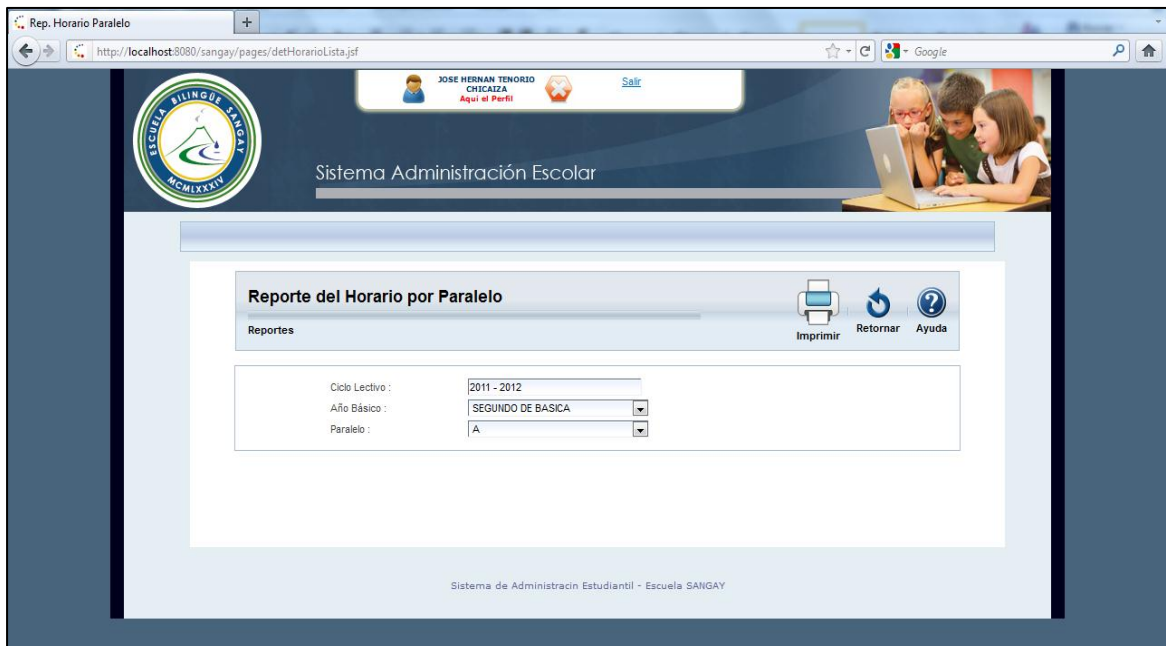 Rep. Horario Paralelo
http://localhost:8080/sangay/pages/detHorarioLista.jsf
Google
ESCUELA BILINGÜE SANGAY
MCMLXXXIV
JOSE HERNAN TENORIO
CHICAIZA
Aqui el Perfil
Salir
Sistema Administración Escolar
Reporte del Horario por Paralelo
Reportes
Imprimir
Retornar
Ayuda
Ciclo Lectivo : 2011 - 2012
Año Básico : SEGUNDO DE BASICA
Paralelo : A
Sistema de Administracin Estudiantil - Escuela SANGAY